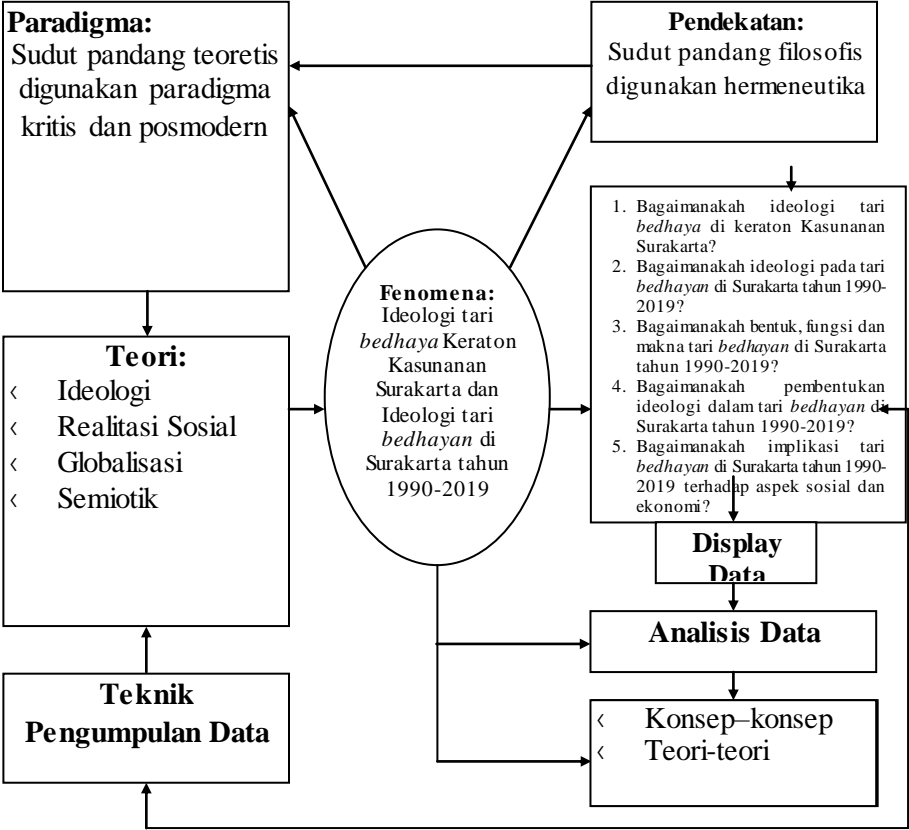 Paradigma:
Sudut pandang teoretis
digunakan paradigma
kritis dan posmodern
Pendekatan:
Sudut pandang filosofis
digunakan hermeneutika
1. Bagaimanakah ideologi tari
bedhaya di keraton Kasunanan
Surakarta?
2. Bagaimanakah ideologi pada tari
bedhayan di Surakarta tahun 1990-
2019?
3. Bagaimanakah bentuk, fungsi dan
makna tari bedhayan di Surakarta
tahun 1990-2019?
4. Bagaimanakah pembentukan
ideologi dalam tari bedhayan di
Surakarta tahun 1990-2019?
5. Bagaimanakah implikasi tari
bedhayan di Surakarta tahun 1990-
2019 terhadap aspek sosial dan
ekonomi?
Fenomena:
Ideologi tari
bedhaya Keraton
Kasunanan
Surakarta dan
Ideologi tari
bedhayan di
Surakarta tahun
1990-2019
Teori:
‹ Ideologi
‹ Realitasi Sosial
‹ Globalisasi
‹ Semiotik
Display
Data
Analisis Data
‹ Konsep–konsep
‹ Teori-teori
Teknik
Pengumpulan Data